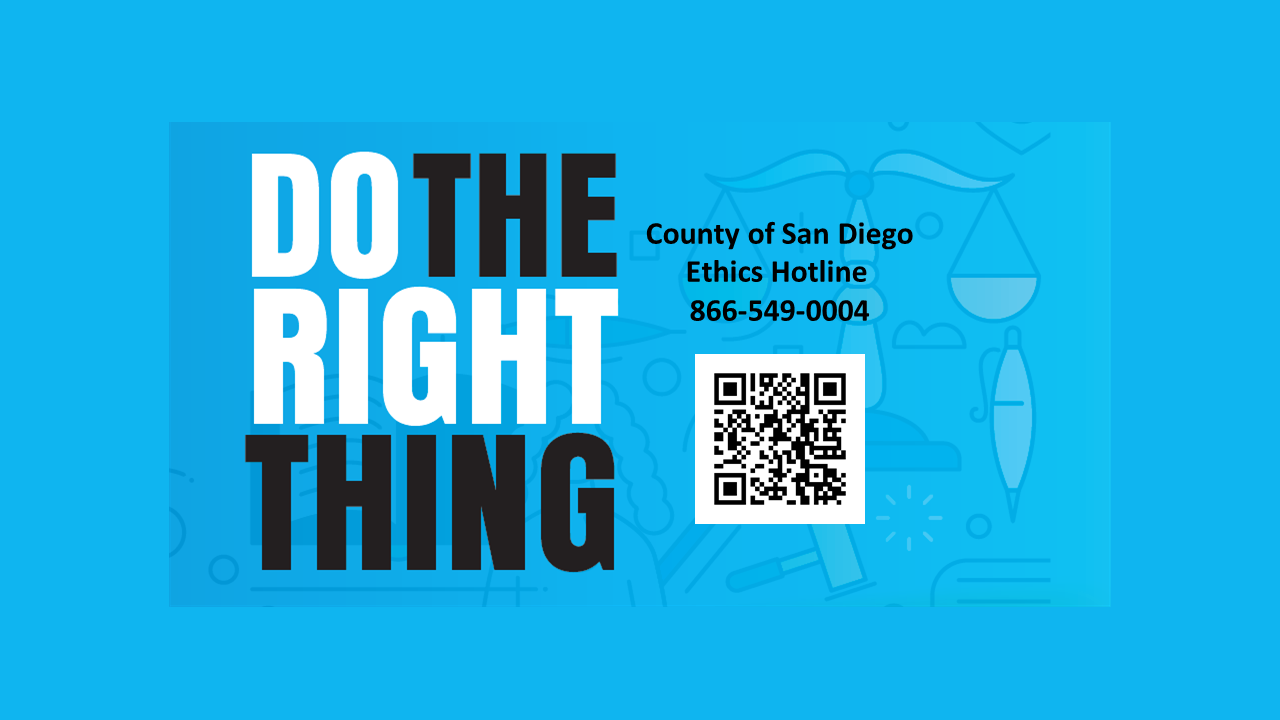 DO THE
RIGHT
THING
County of San Diego
Ethics Hotline
866-549-0004